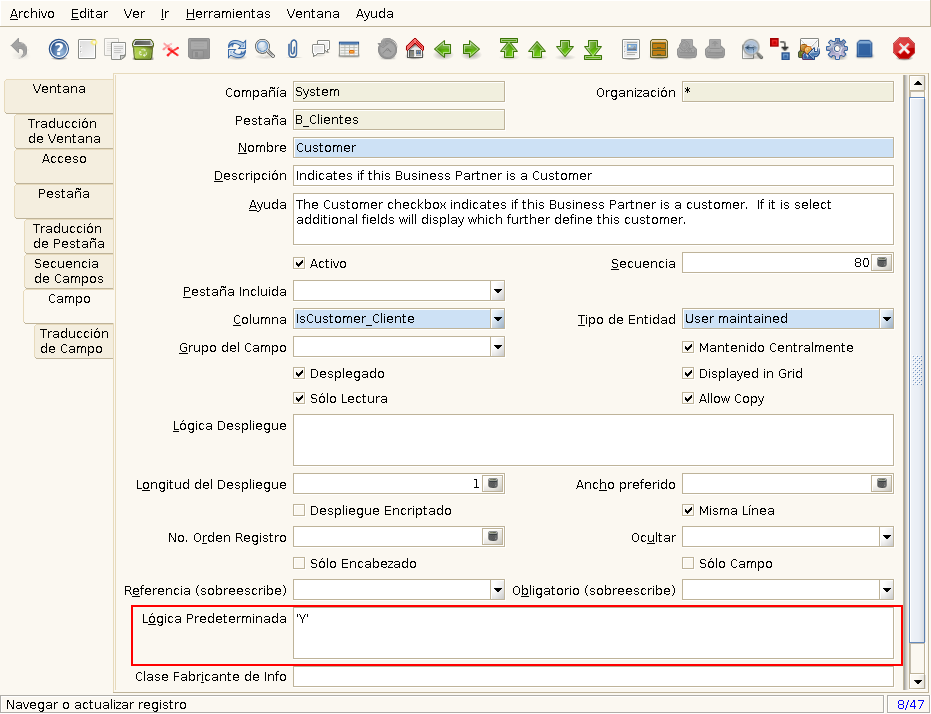 Archivo Editar Ver Ir Herramientas Ventana Ayuda
Ventana
Traducción
de Ventana
Acceso
Pestaña
Traducción
de Pestaña
Secuencia
de Campos
Campo
Traducción
de Campo
Compañía System Organización *
Pestaña B_Clientes
Nombre Customer
Descripción Indicates if this Business Partner is a Customer
Ayuda The Customer checkbox indicates if this Business Partner is a customer. If it is select
additional fields will display which further define this customer.
Activo Secuencia 80
Pestaña Incluida
Columna IsCustomer_Cliente Tipo de Entidad User maintained
Grupo del Campo Mantenido Centralmente
Desplegado Displayed in Grid
Sólo Lectura Allow Copy
Lógica Despliegue
Longitud del Despliegue 1 Ancho preferido
Despliegue Encriptado Misma Línea
No. Orden Registro Ocultar
Sólo Encabezado Sólo Campo
Referencia (sobreescribe) Obligatorio (sobreescribe)
Lógica Predeterminada 'Y'
Clase Fabricante de Info
Navegar o actualizar registro 8/47